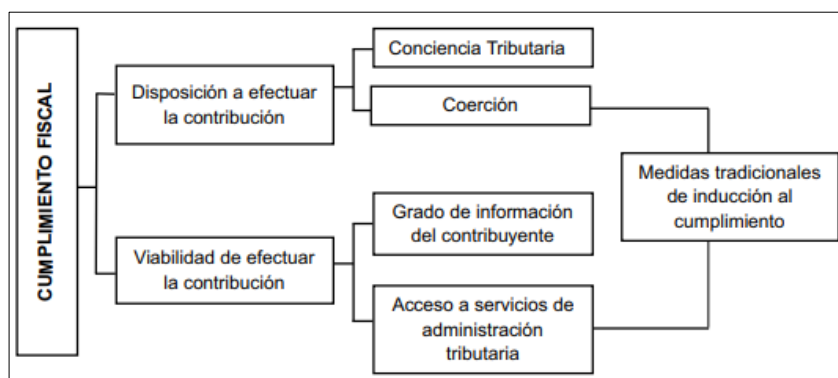 CUMPLIMIENTO FISCAL
Disposición a efectuar
la contribución
Conciencia Tributaria
Coerción
Medidas tradicionales
de inducción al
cumplimiento
Viabilidad de efectuar
la contribución
Grado de información
del contribuyente
Acceso a servicios de
administración
tributaria